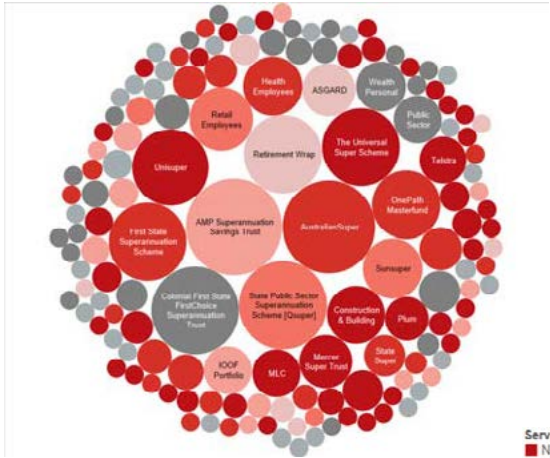 Health
Employees
ASGARD
Wealth
Personal
Retail
Employees
Public
Sector
Retirement Wrap
The Universal
Super Scheme
Telstra
Unisuper
OnePath
Masterfund
AMP Superannuation
Savings Trust
AustralianSuper
First State
Superannuation
Scheme
Sunsuper
Colonial First State
FirstChoice
Superannuation
Trust
State Public Sector
Superannuation
Scheme [Qsuper]
Construction
& Building
Plum
State
Super
Mercer
Super Trust
IOOF
Portfolio
MLC
Serv
N